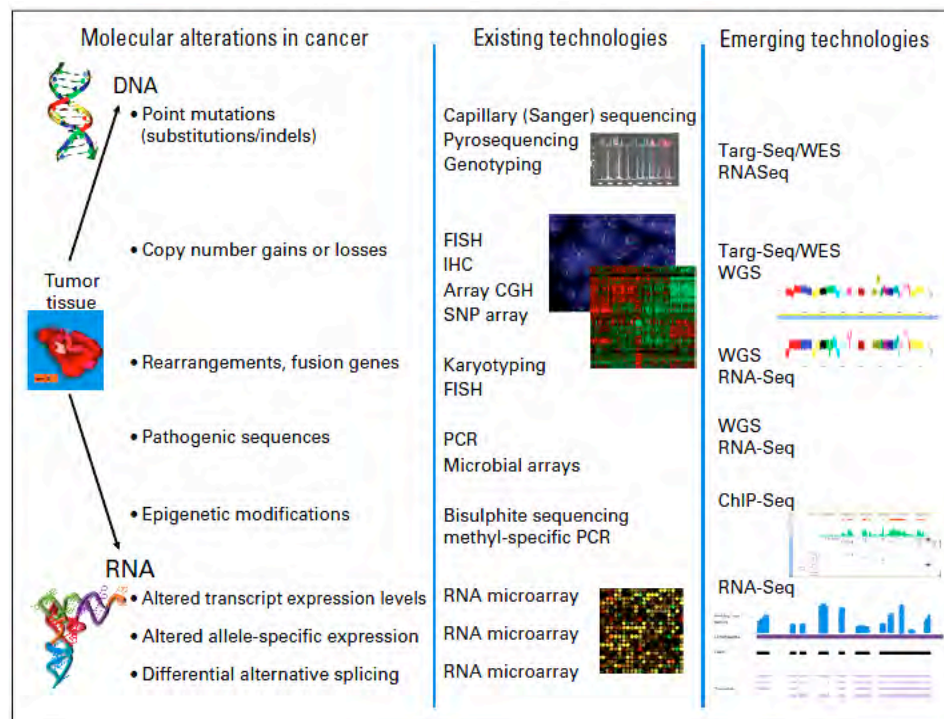 Molecular alterations in cancer
DNA
• Point mutations
(substitutions/indels)
• Copy number gains or losses
Tumor
tissue
• Rearrangements, fusion genes
• Pathogenic sequences
• Epigenetic modifications
RNA
• Altered transcript expression levels
• Altered allele-specific expression
• Differential alternative splicing
Existing technologies
Capillary (Sanger) sequencing
Pyrosequencing
Genotyping
FISH
IHC
Array CGH
SNP array
Karyotyping
FISH
PCR
Microbial arrays
Bisulphite sequencing
methyl-specific PCR
RNA microarray
RNA microarray
RNA microarray
Emerging technologies
Targ-Seq/WES
RNASeq
Targ-Seq/WES
WGS
WGS
RNA-Seq
WGS
RNA-Seq
ChIP-Seq
RNA-Seq